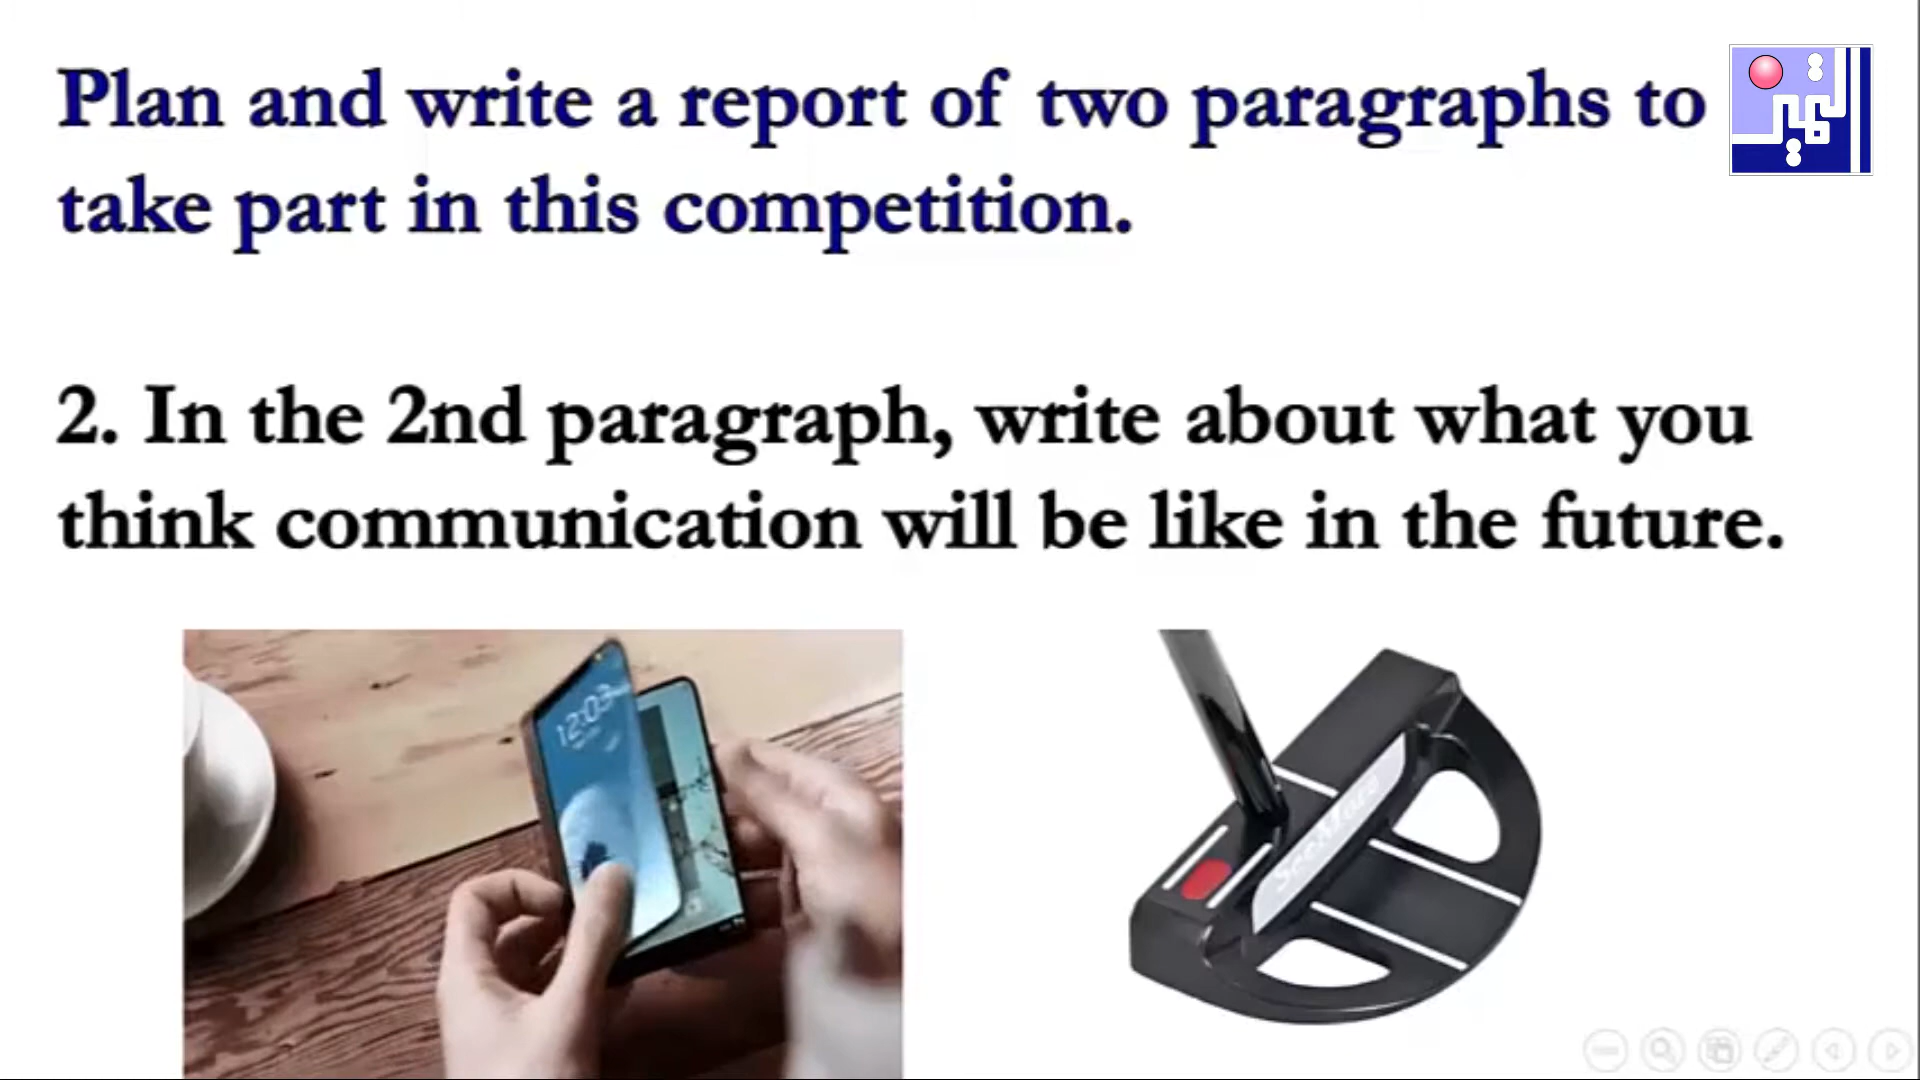 Plan and write a report of two paragraphs to
take part in this competition.
2. In the 2nd paragraph, write about what you
think communication will be like in the future.
12:03
SeeMore